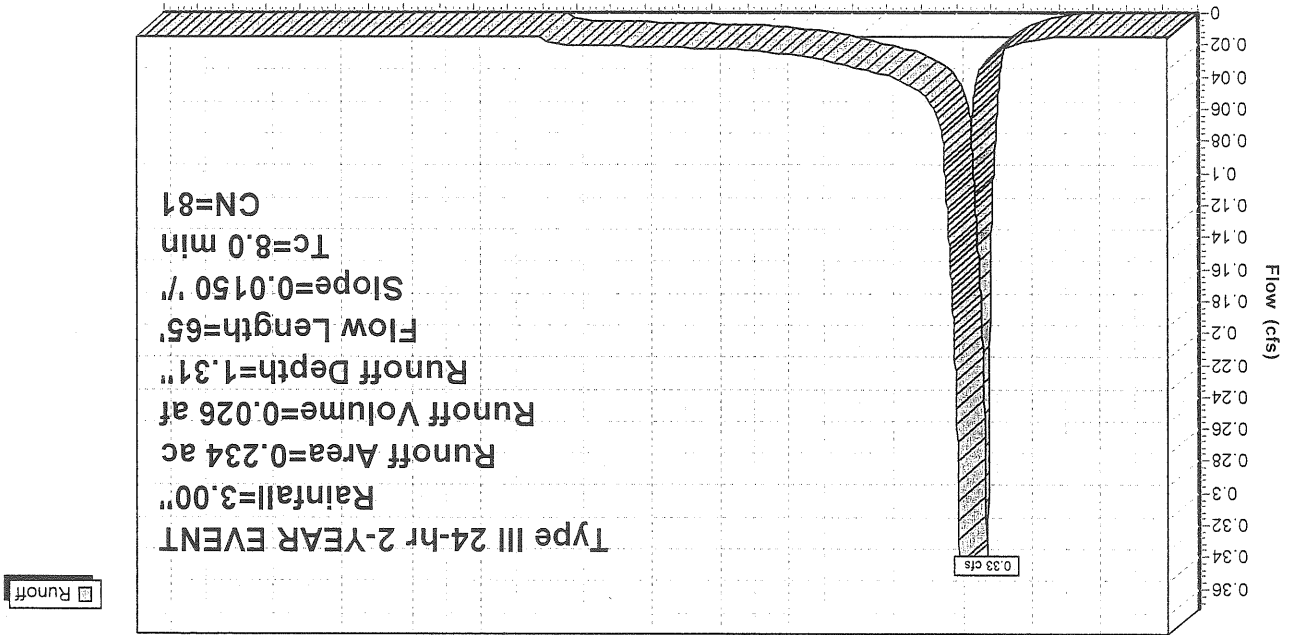 Runoff
0.36
0.34
0.32
0.3
0.28
0.26
0.24
0.22
0.2
0.18
0.16
0.14
0.12
0.1
0.08
0.06
0.04
0.02
0
Flow (cfs)
0.33 cfs
Type III 24-hr 2-YEAR EVENT
Rainfall=3.00"
Runoff Area=0.234 ac
Runoff Volume=0.026 af
Runoff Depth=1.31"
Flow Length=65'
Slope=0.0150 '/'
Tc=8.0 min
CN=81